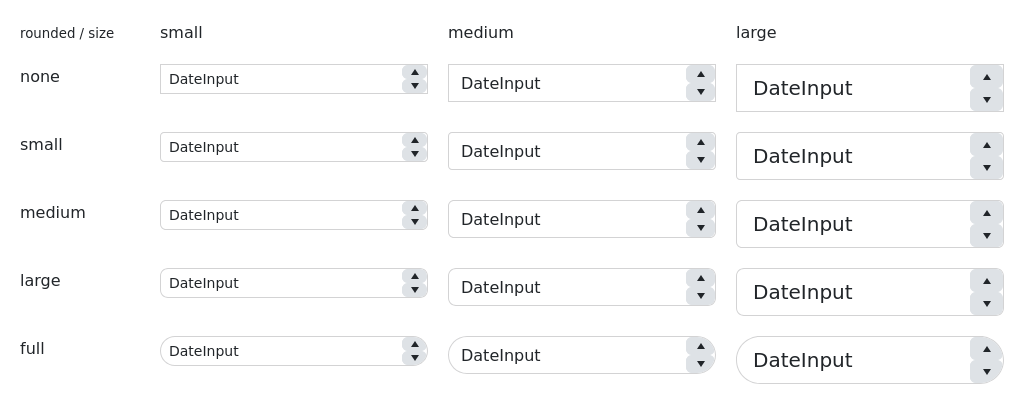 rounded / size small medium large
none DateInput DateInput DateInput
small DateInput DateInput DateInput
medium DateInput DateInput DateInput
large DateInput DateInput DateInput
full DateInput DateInput DateInput